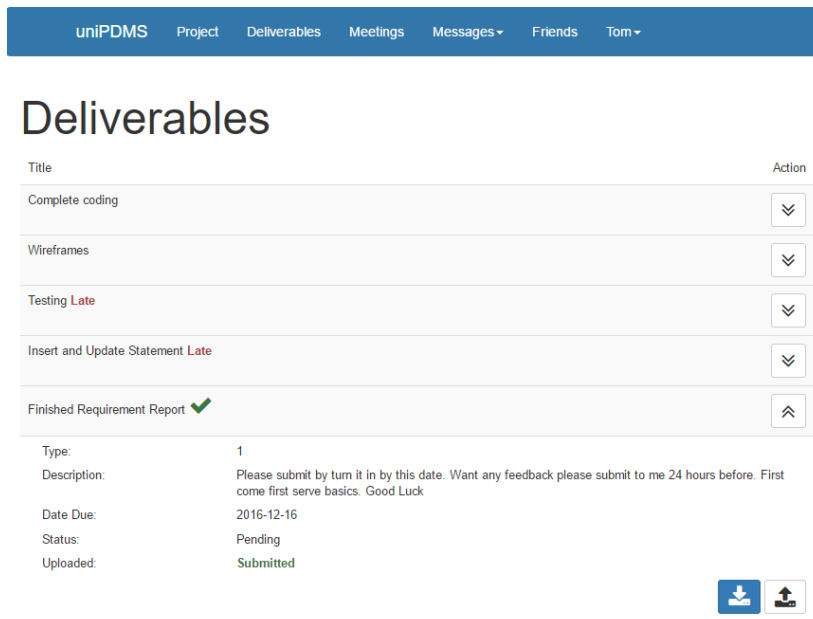 uniPDMS Project Deliverables Meetings Messages Friends Tom
Deliverables
Title Action
Complete coding
Wireframes
Testing Late
Insert and Update Statement Late
Finished Requirement Report
Type: 1
Description: Please submit by turn it in by this date. Want any feedback please submit to me 24 hours before. First
come first serve basics. Good Luck
Date Due: 2016-12-16
Status: Pending
Uploaded: Submitted